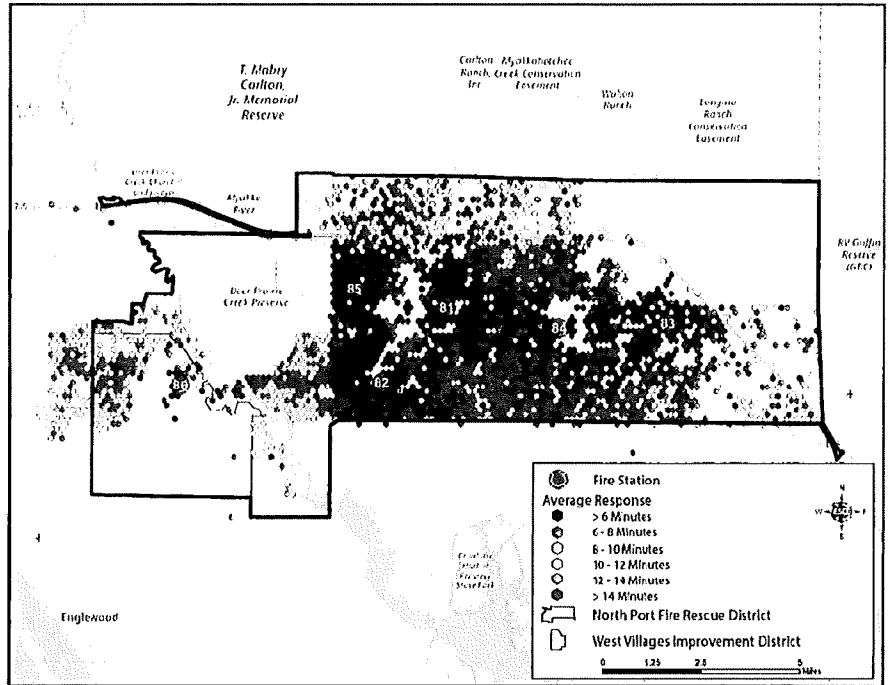 T. Mabry
Carlton,
Jr. Memorial
Reserve
Carlton
Ranch,
Inc
Myakkahatchee
Creek Conservation
Easement
Walton
Ranch
Longino
Ranch
Conservation
Easement
Myakka
River
RV Griffin
Reserve
(GDC)
Deer Prairie
Creek Preserve
85
81
84
83
82
86
Englewood
Fire Station
Average Response
> 6 Minutes
6 - 8 Minutes
8 - 10 Minutes
10 - 12 Minutes
12 - 14 Minutes
> 14 Minutes
North Port Fire Rescue District
West Villages Improvement District
N
W
E
S
0 1.25 2.5 5
Miles